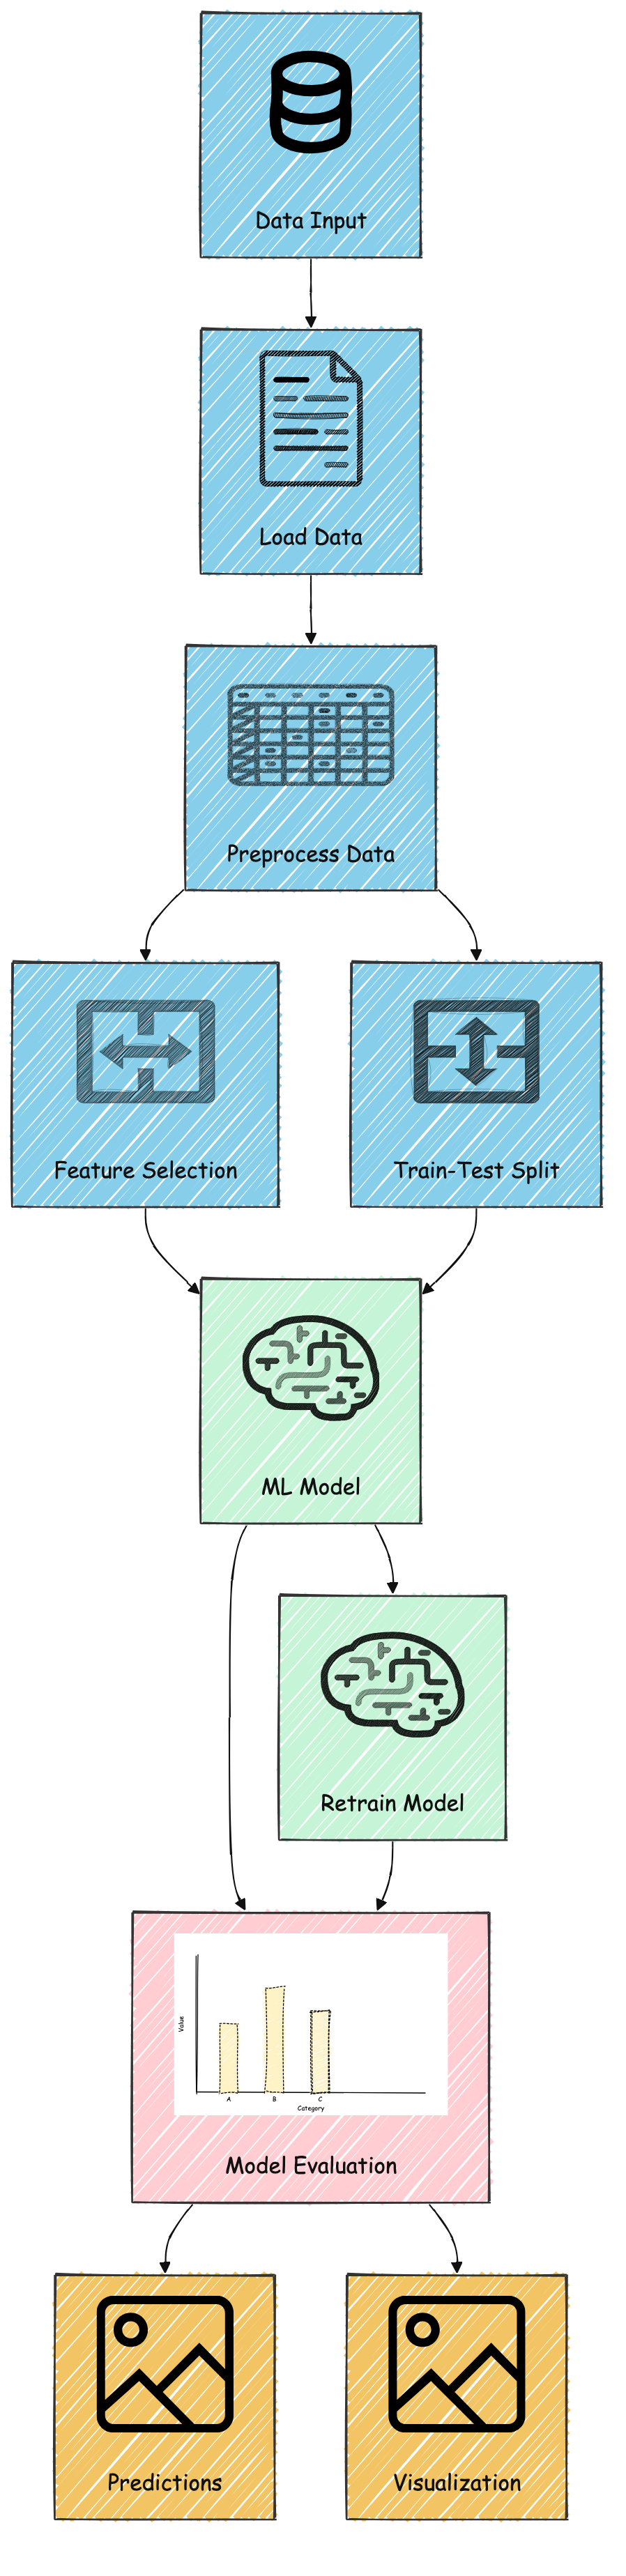 Data Input
Load Data
Preprocess Data
Feature Selection
Train-Test Split
ML Model
Retrain Model
Value
A
B
C
Category
Model Evaluation
Predictions
Visualization